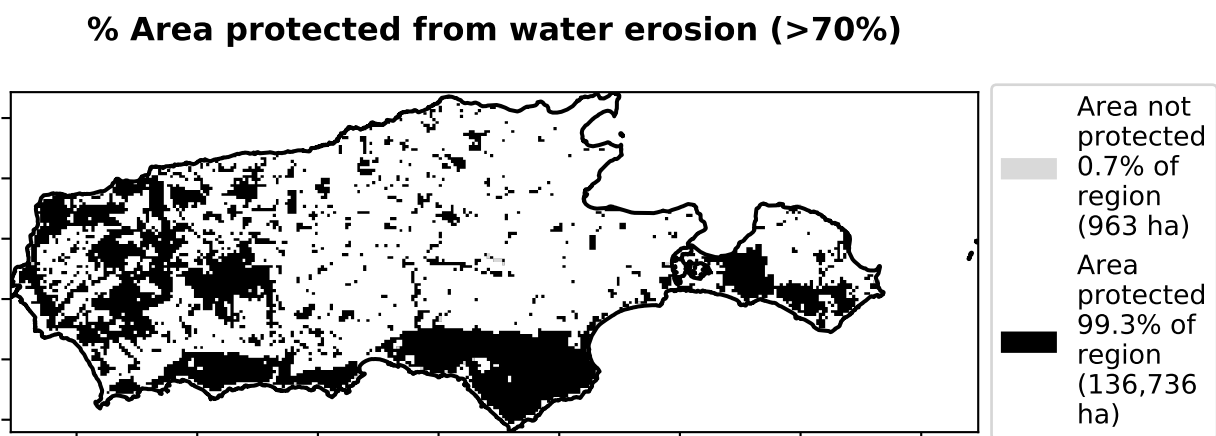 % Area protected from water erosion (>70%)
Area not
protected
0.7% of
region
(963 ha)
Area
protected
99.3% of
region
(136,736
ha)